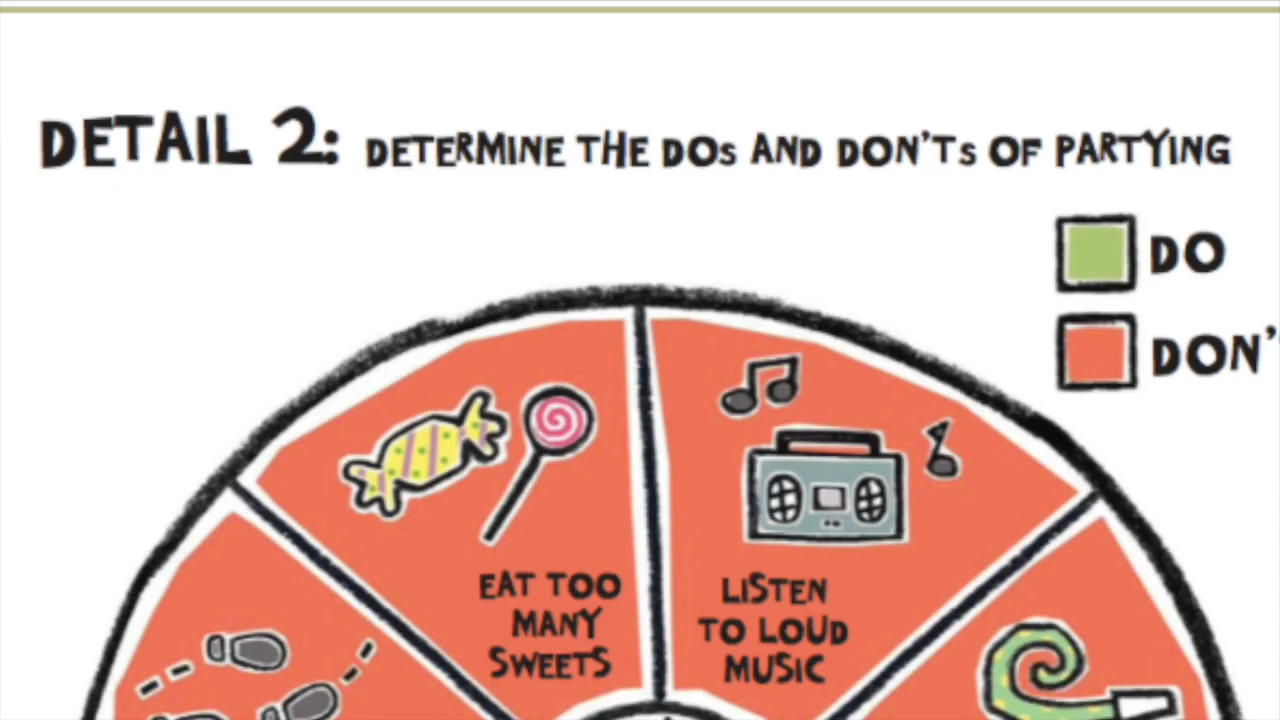 DETAIL 2: DETERMINE THE DOs AND DON'Ts OF PARTYING
DO
DON'
EAT TOO
MANY
SWEETS
LISTEN
TO LOUD
MUSIC